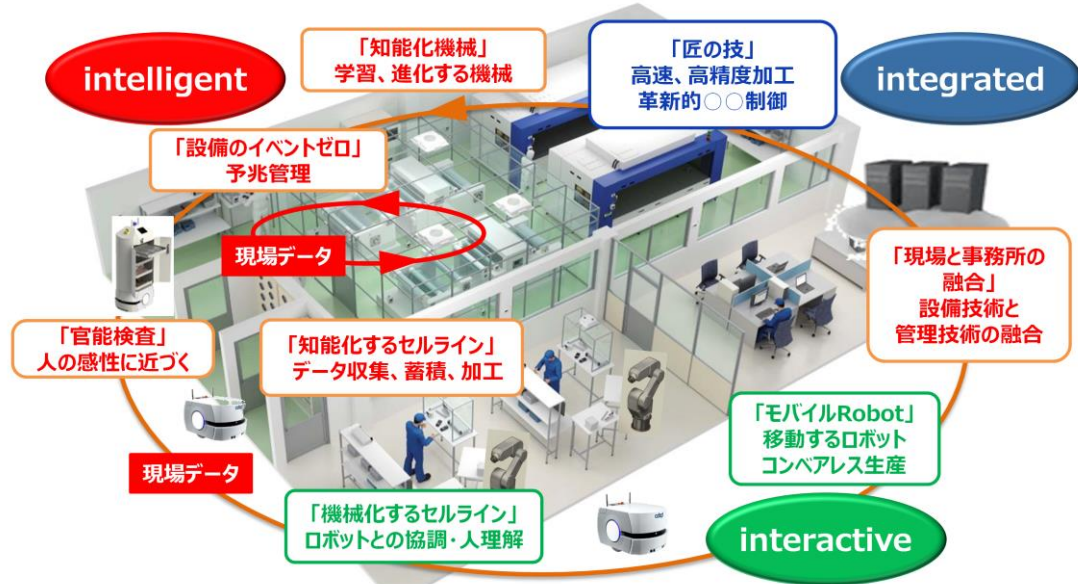 intelligent
「知能化機械」
学習、進化する機械
「匠の技」
高速、高精度加工
革新的○○制御
integrated
「設備のイベントゼロ」
予兆管理
現場データ
「現場と事務所の
融合」
設備技術と
管理技術の融合
「官能検査」
人の感性に近づく
「知能化するセルライン」
データ収集、蓄積、加工
「モバイルRobot」
移動するロボット
コンベアレス生産
現場データ
「機械化するセルライン」
ロボットとの協調・人理解
interactive